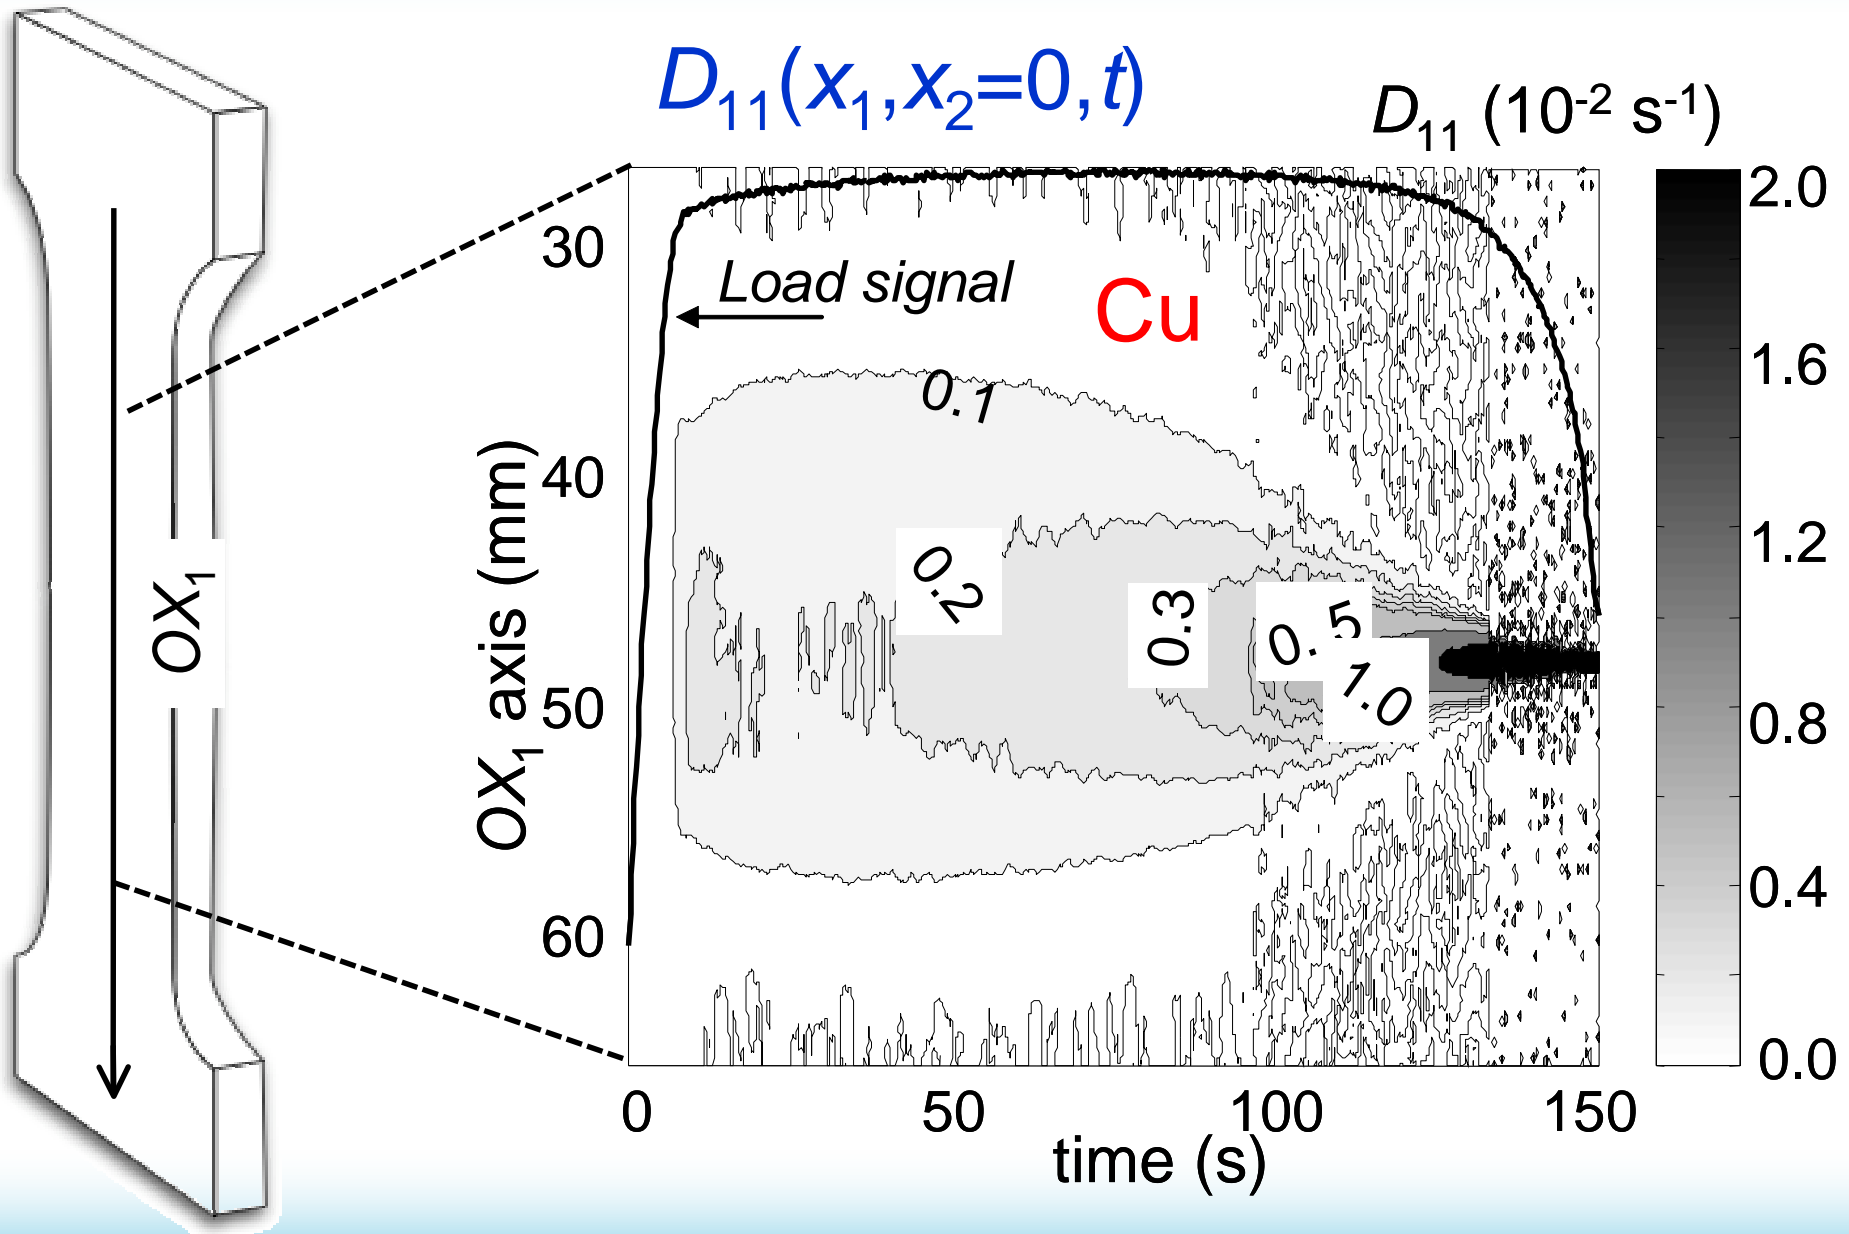 D₁₁(x₁,x₂=0,t)
D₁₁ (10⁻² s⁻¹)
Load signal
Cu
OX₁
OX₁ axis (mm)
30
40
50
60
0.1
0.2
0.3
0.5
1.0
0
50
100
150
time (s)
2.0
1.6
1.2
0.8
0.4
0.0